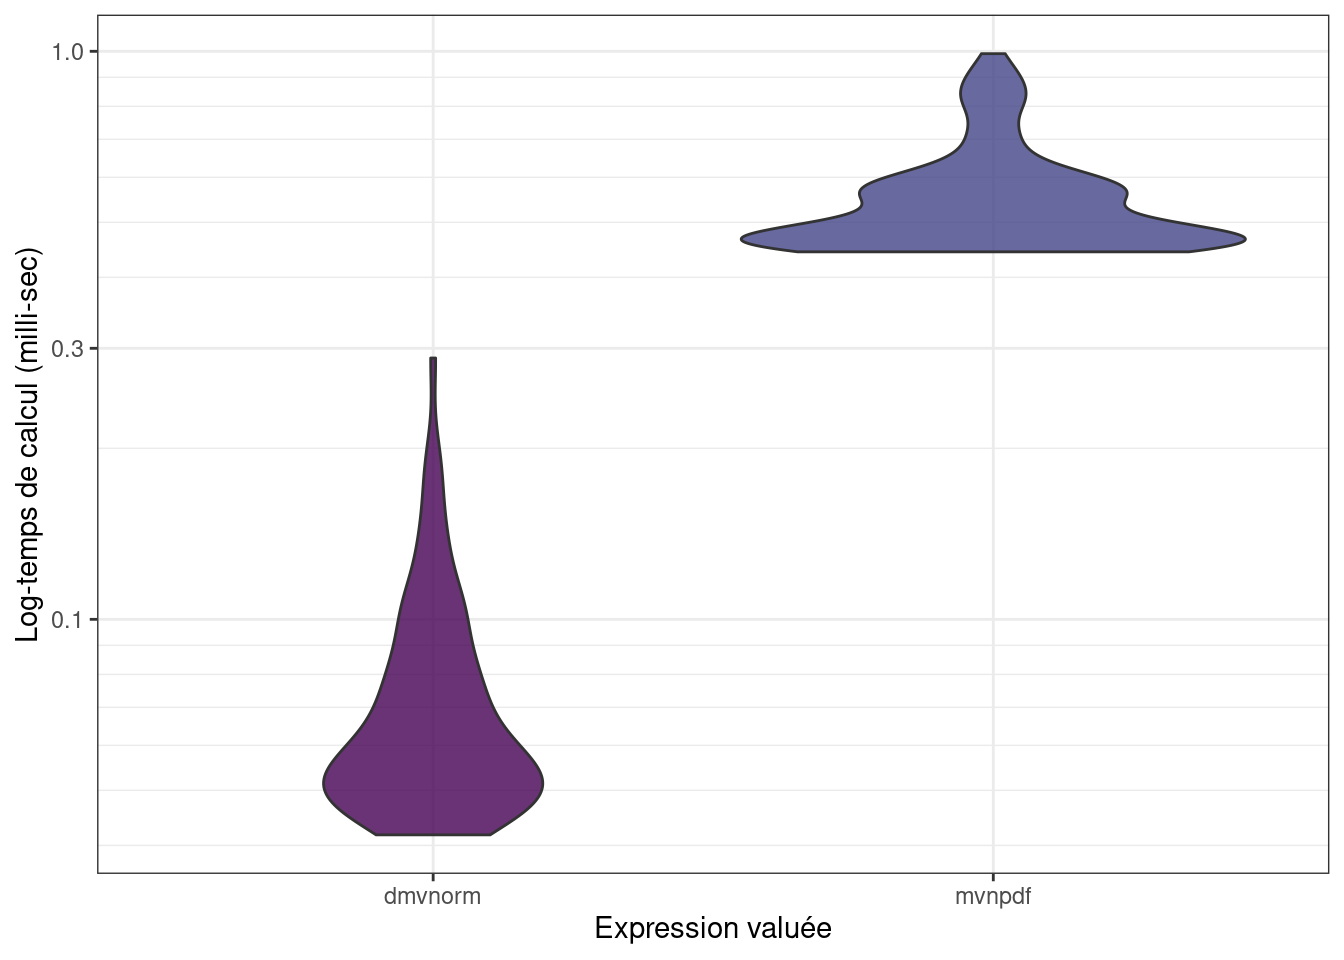 1.0
0.3
0.1
Log-temps de calcul (milli-sec)
dmvnorm
mvnpdf
Expression valuée